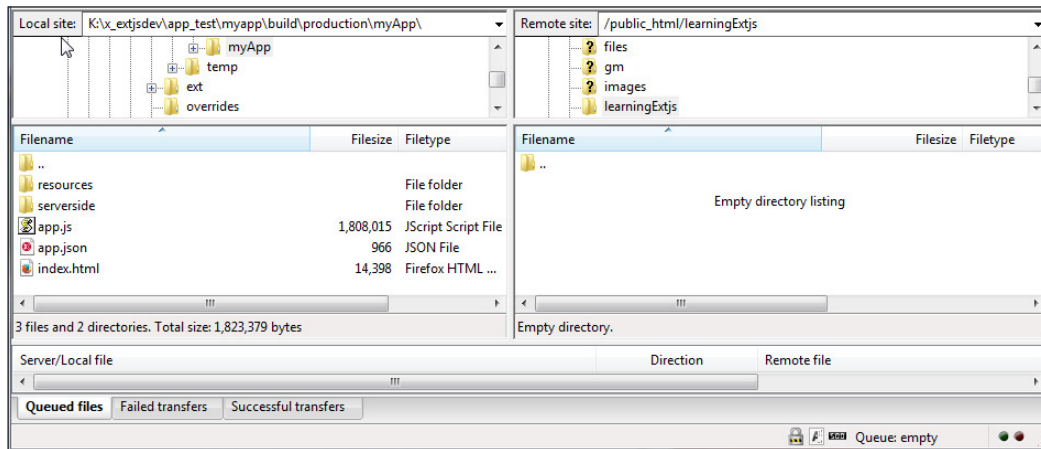 Local site: K:\x_extjsdev\app_test\myapp\build\production\myApp\ Remote site: /public_html/learningExtjs
myApp
temp
ext
overrides
files
gm
images
learningExtjs
Filename Filesize Filetype
..
resources File folder
serverside File folder
app.js 1,808,015 JScript Script File
app.json 966 JSON File
index.html 14,398 Firefox HTML ...
3 files and 2 directories. Total size: 1,823,379 bytes
Filename Filesize Filetype
..
Empty directory listing
Empty directory.
Server/Local file Direction Remote file
Queued files Failed transfers Successful transfers
Queue: empty